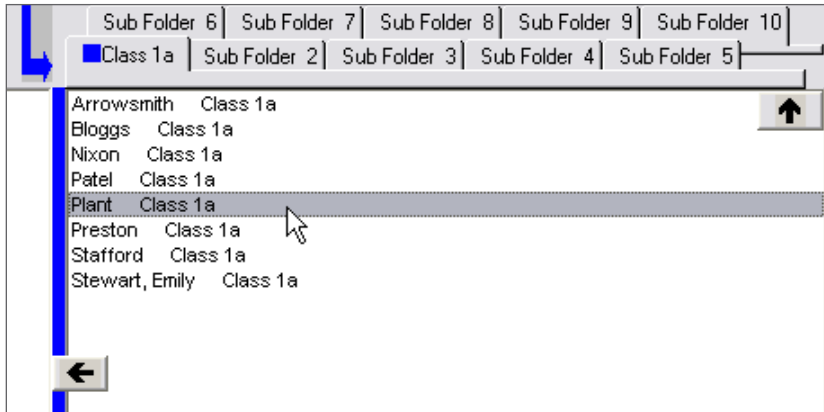 Sub Folder 6 Sub Folder 7 Sub Folder 8 Sub Folder 9 Sub Folder 10
Class 1a Sub Folder 2 Sub Folder 3 Sub Folder 4 Sub Folder 5
Arrowsmith Class 1a
Bloggs Class 1a
Nixon Class 1a
Patel Class 1a
Plant Class 1a
Preston Class 1a
Stafford Class 1a
Stewart, Emily Class 1a